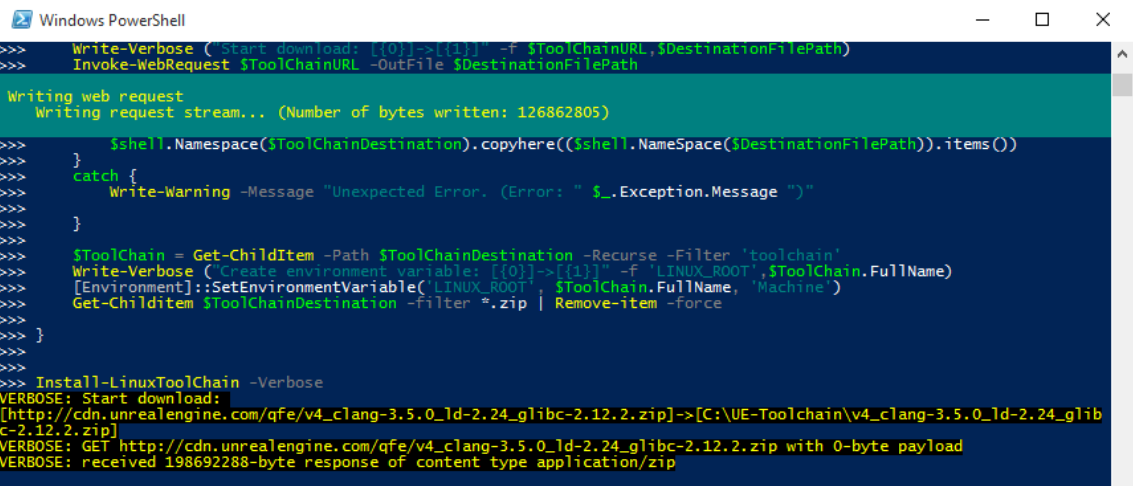 Windows PowerShell
>>>     Write-Verbose ("Start download: [{0}]->[{1}]" -f $ToolChainURL,$DestinationFilePath)
>>>     Invoke-WebRequest $ToolChainURL -OutFile $DestinationFilePath
Writing web request
Writing request stream... (Number of bytes written: 126862805)
>>>         $shell.Namespace($ToolChainDestination).copyhere(($shell.NameSpace($DestinationFilePath)).items())
>>>     }
>>>     catch {
>>>         Write-Warning -Message "Unexpected Error. (Error: " $_.Exception.Message ")"
>>>
>>>     }
>>>
>>>     $ToolChain = Get-ChildItem -Path $ToolChainDestination -Recurse -Filter 'toolchain'
>>>     Write-Verbose ("Create environment variable: [{0}]->[{1}]" -f 'LINUX_ROOT',$ToolChain.FullName)
>>>     [Environment]::SetEnvironmentVariable('LINUX_ROOT', $ToolChain.FullName, 'Machine')
>>>     Get-Childitem $ToolChainDestination -filter *.zip | Remove-item -force
>>>
>>> }
>>>
>>>
>>> Install-LinuxToolChain -Verbose
VERBOSE: Start download:
[http://cdn.unrealengine.com/qfe/v4_clang-3.5.0_ld-2.24_glibc-2.12.2.zip]->[C:\UE-Toolchain\v4_clang-3.5.0_ld-2.24_glib
c-2.12.2.zip]
VERBOSE: GET http://cdn.unrealengine.com/qfe/v4_clang-3.5.0_ld-2.24_glibc-2.12.2.zip with 0-byte payload
VERBOSE: received 198692288-byte response of content type application/zip